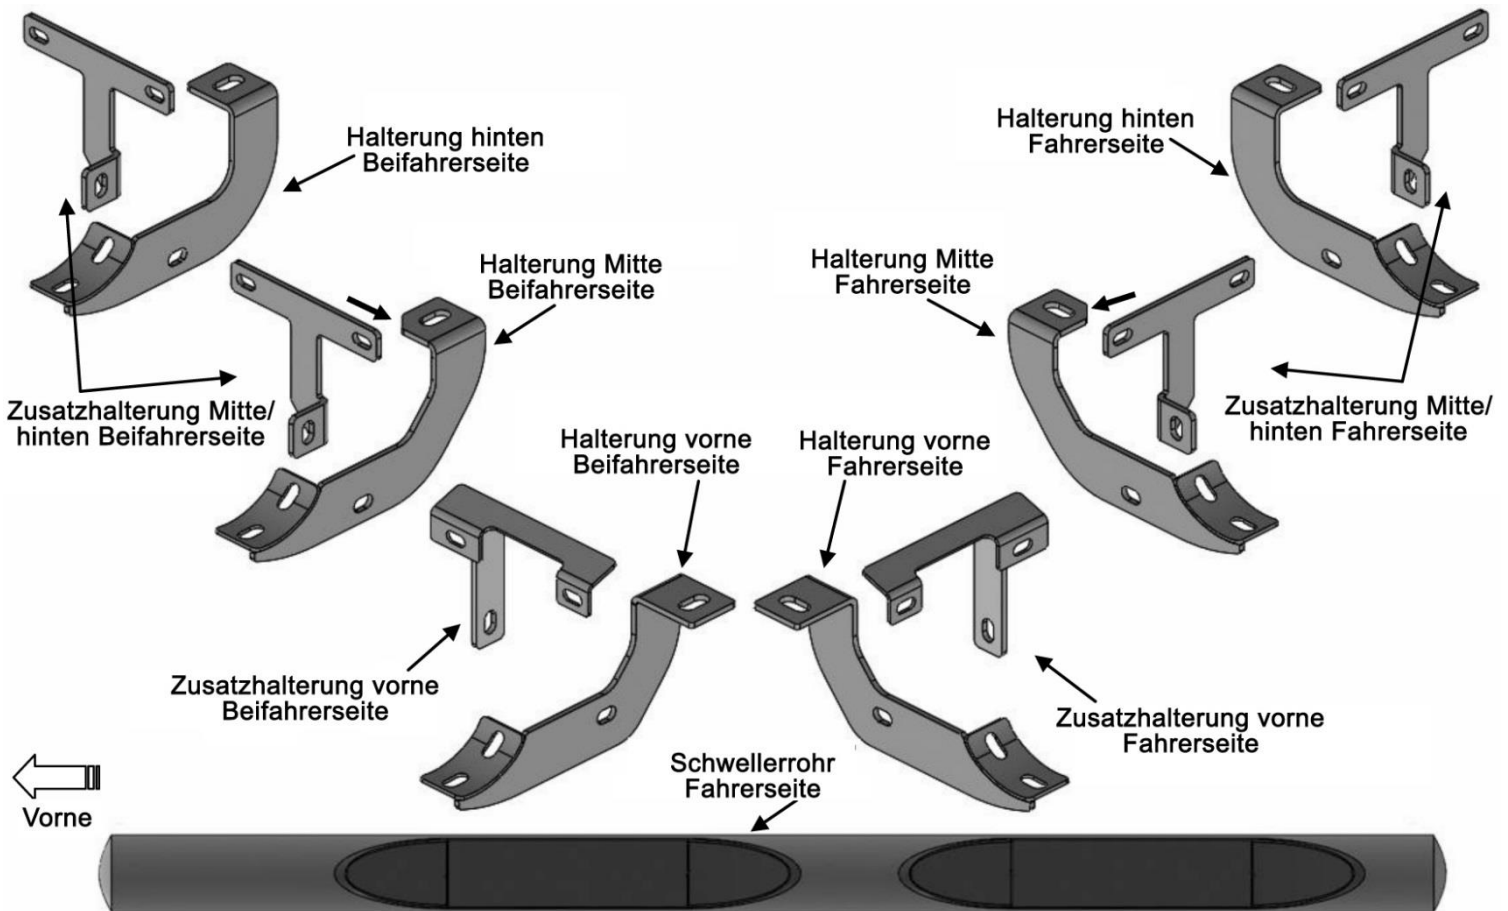 Halterung hinten
Beifahrerseite
Halterung hinten
Fahrerseite
Halterung Mitte
Beifahrerseite
Halterung Mitte
Fahrerseite
Zusatzhalterung Mitte/
hinten Beifahrerseite
Zusatzhalterung Mitte/
hinten Fahrerseite
Halterung vorne
Beifahrerseite
Halterung vorne
Fahrerseite
Zusatzhalterung vorne
Beifahrerseite
Zusatzhalterung vorne
Fahrerseite
Schwellerrohr
Fahrerseite
Vorne